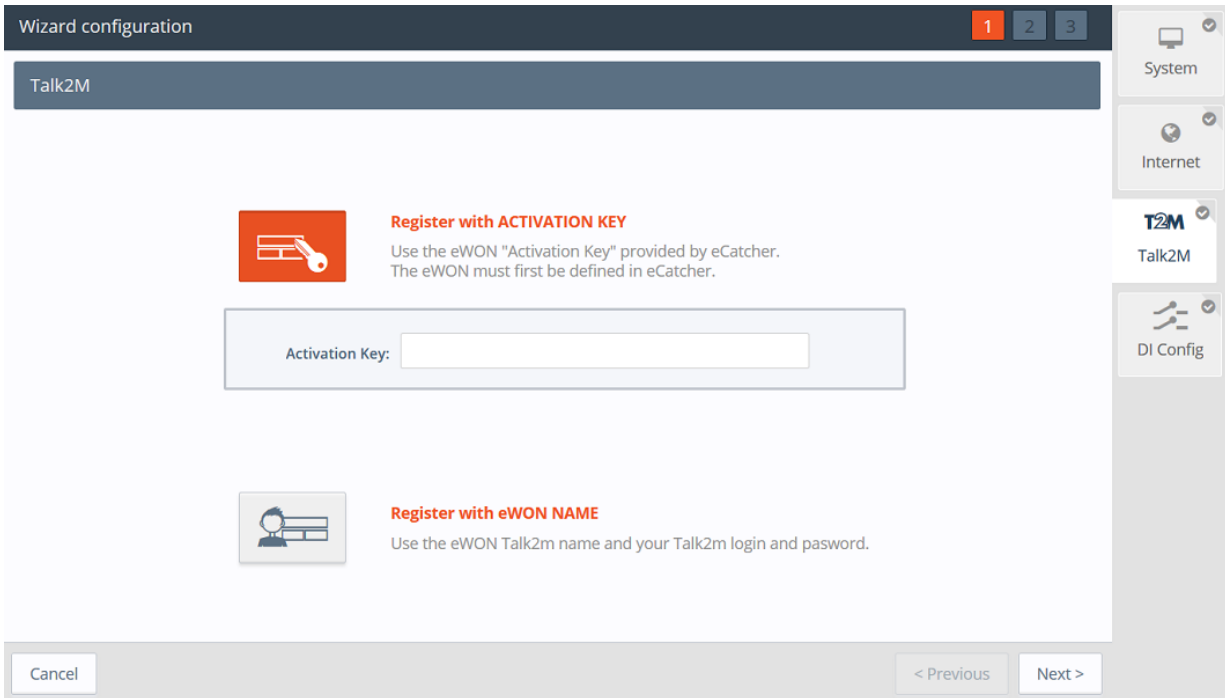 Wizard configuration
1 2 3
Talk2M
Register with ACTIVATION KEY
Use the eWON "Activation Key" provided by eCatcher.
The eWON must first be defined in eCatcher.
Activation Key:
Register with eWON NAME
Use the eWON Talk2m name and your Talk2m login and pasword.
Cancel
< Previous
Next >
System
Internet
T2M
Talk2M
DI Config